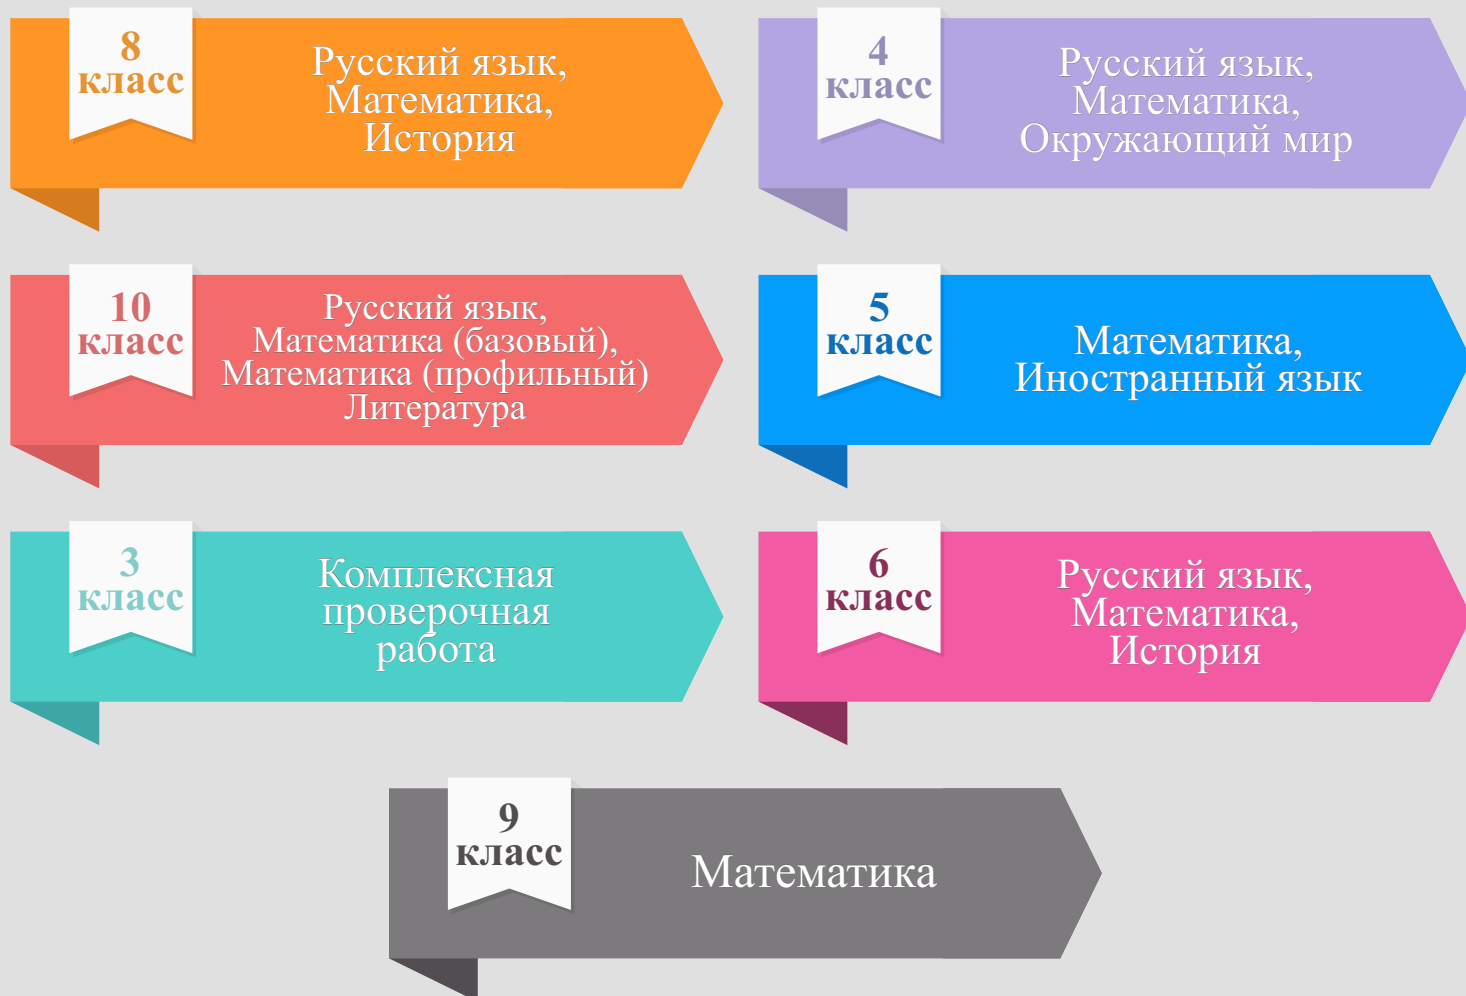 8
класс
Русский язык,
Математика,
История
4
класс
Русский язык,
Математика,
Окружающий мир
10
класс
Русский язык,
Математика (базовый),
Математика (профильный)
Литература
5
класс
Математика,
Иностранный язык
3
класс
Комплексная
проверочная
работа
6
класс
Русский язык,
Математика,
История
9
класс
Математика